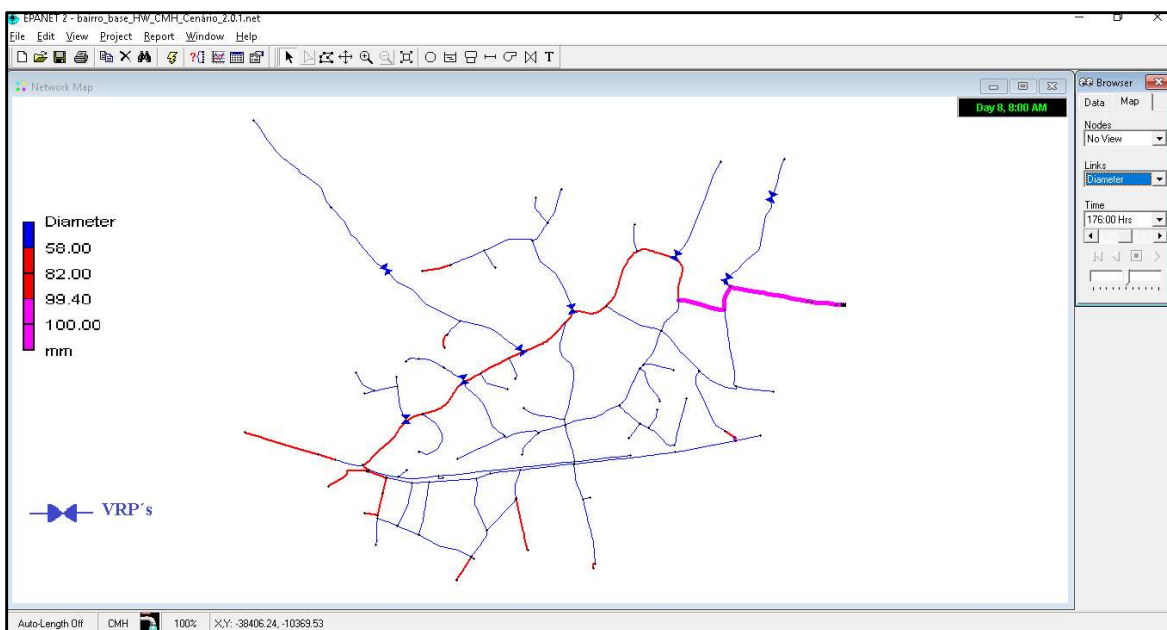 EPANET 2 - bairro_base_HW_CMH_Cenário_2.0.1.net
File Edit View Project Report Window Help
T
Network Map
Day 8, 8:00 AM
Diameter
58.00
82.00
99.40
100.00
mm
VRP´s
Browser
Data Map
Nodes
No View
Links
Diameter
Time
176:00 Hrs
Auto-Length Off CMH 100% X,Y: -38406.24, -10369.53